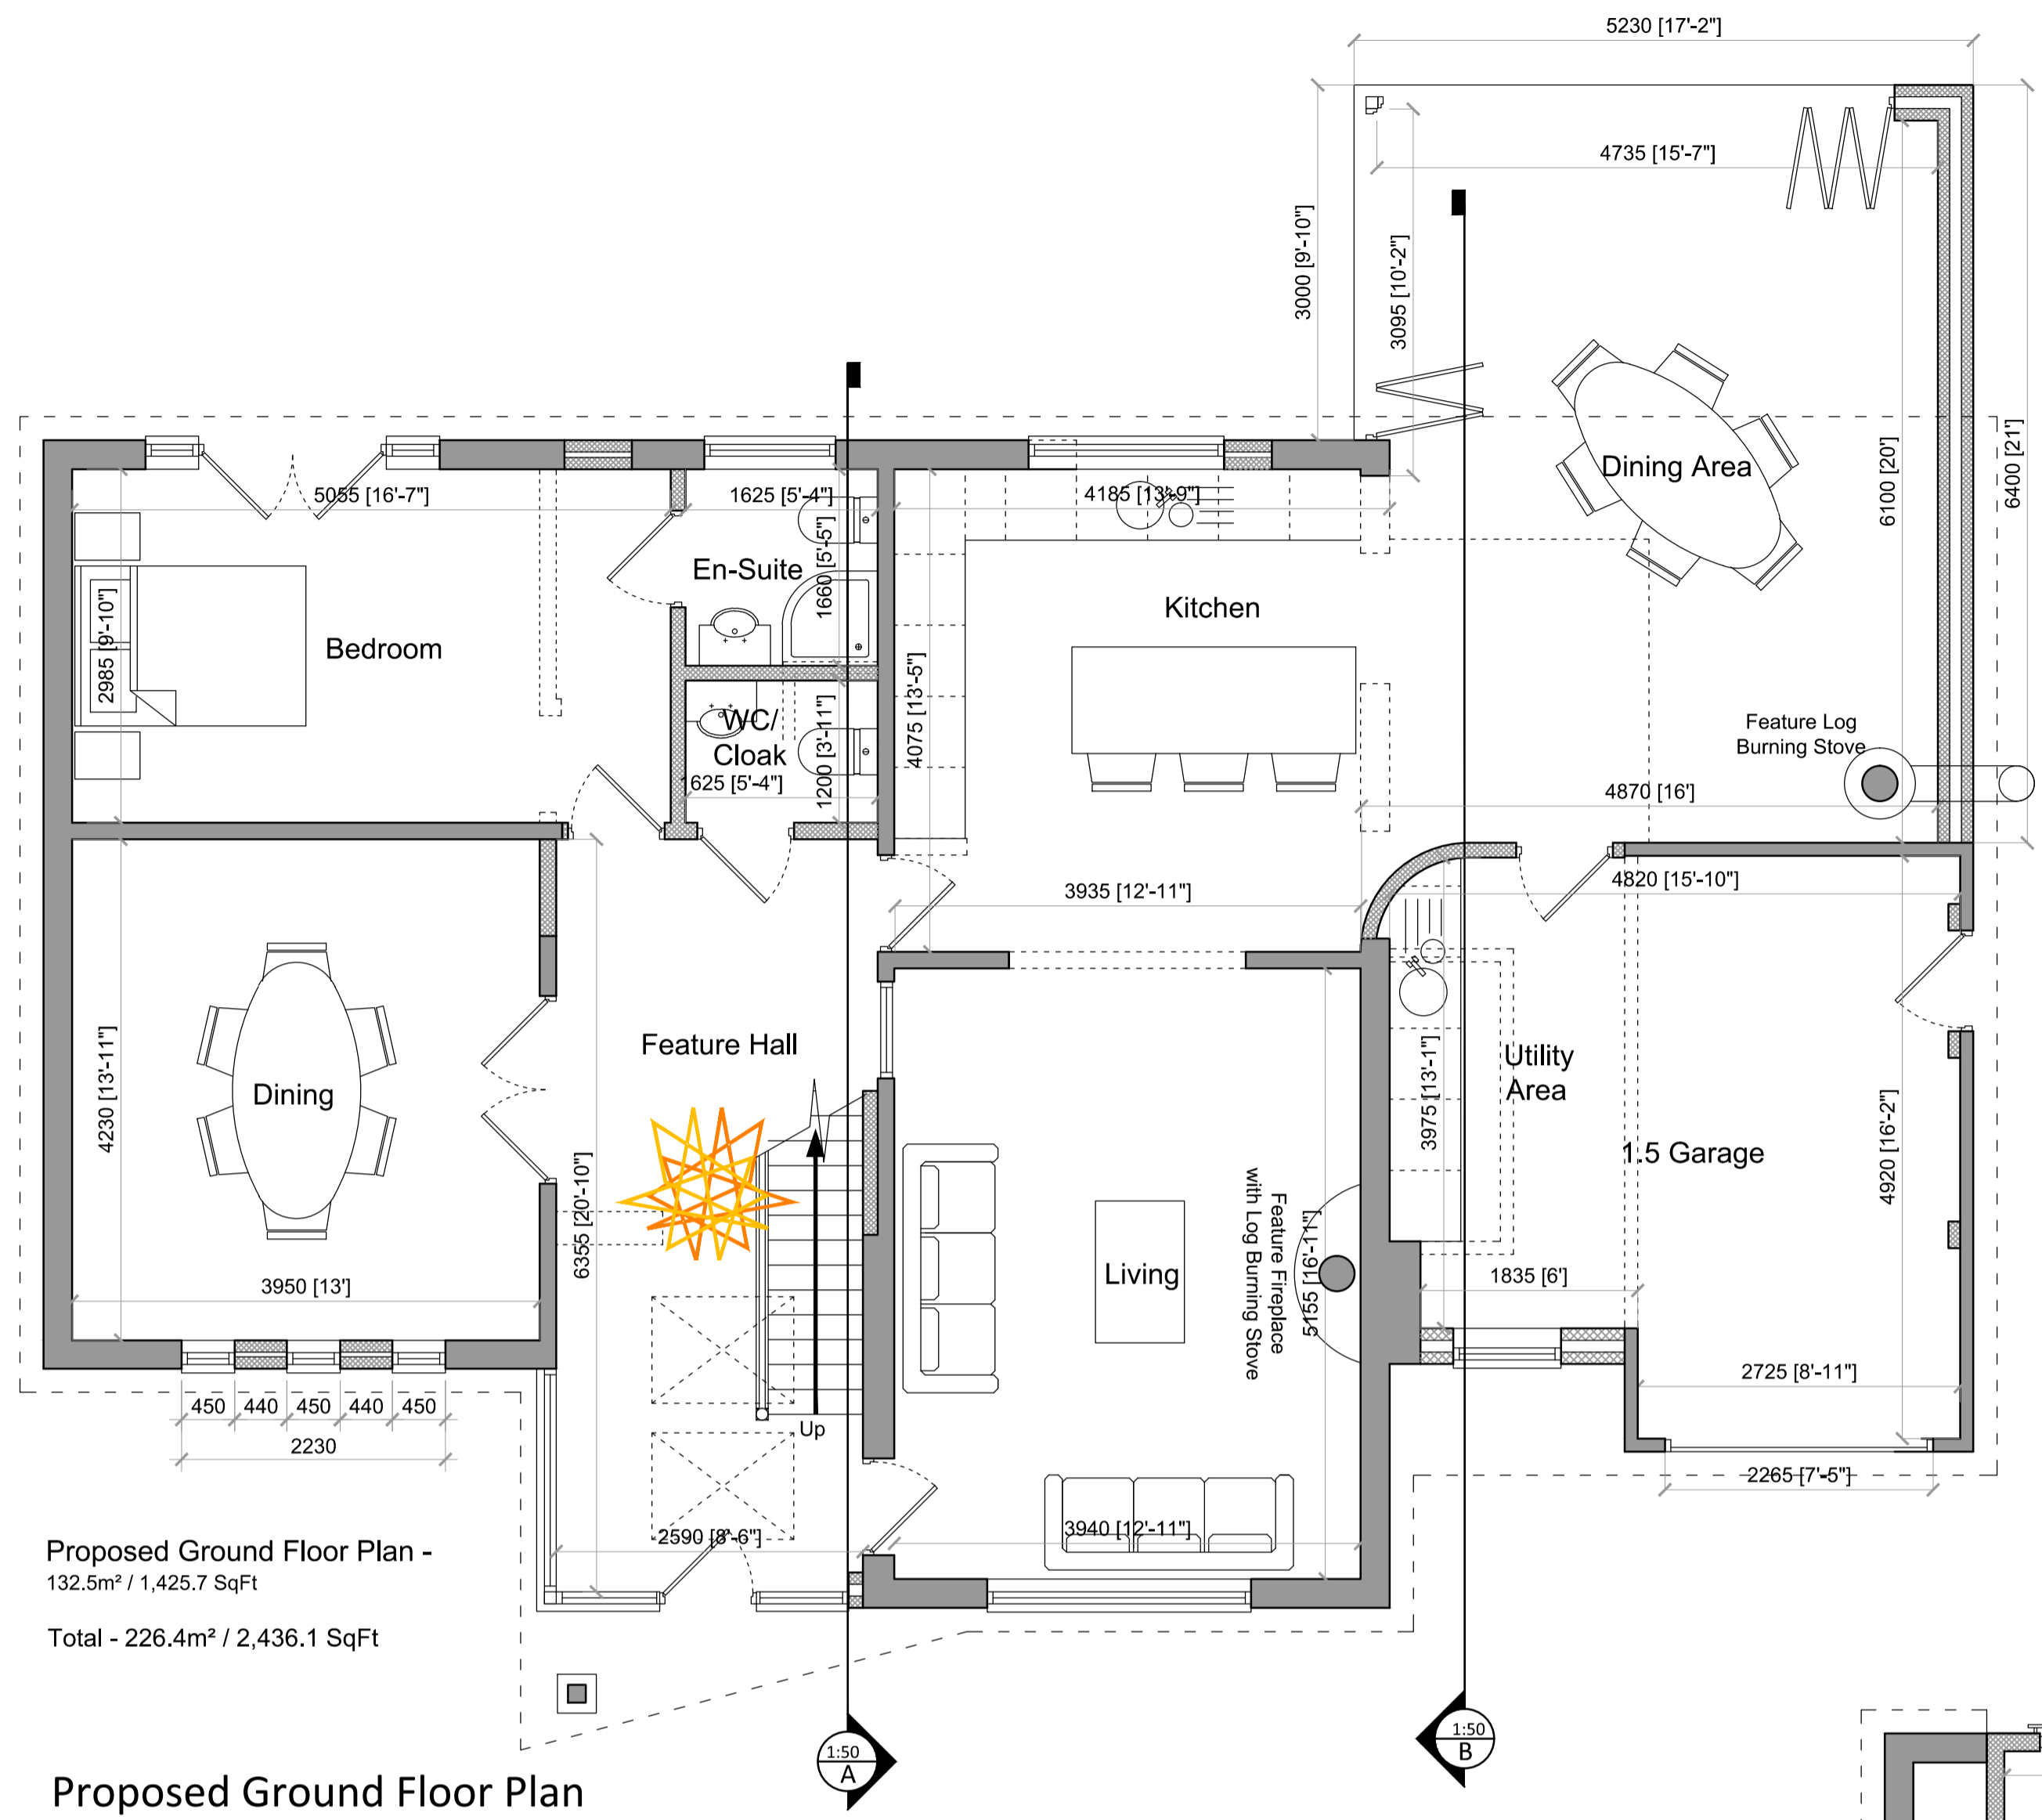 5230 [17'-2"]
4735 [15'-7"]
3000 [9'-10"]
3095 [10'-2"]
Dining Area
6100 [20']
6400 [21']
5055 [16'-7"]
1625 [5'-4"]
4185 [13'-9"]
En-Suite
1660 [5'-5"]
Kitchen
Bedroom
2985 [9'-10"]
WC/
Cloak
1625 [5'-4"]
1200 [3'-11"]
4075 [13'-5"]
Feature Log
Burning Stove
4870 [16']
3935 [12'-11"]
4820 [15'-10"]
Feature Hall
4230 [13'-11"]
Dining
3975 [13'-1"]
Utility
Area
1.5 Garage
4920 [16'-2"]
6355 [20'-10"]
Living
Feature Fireplace
with Log Burning Stove
5155 [16'-11"]
3950 [13']
1835 [6']
2725 [8'-11"]
450
440
450
440
450
2230
Up
2265 [7'-5"]
2590 [8'-6"]
3940 [12'-11"]
Proposed Ground Floor Plan -
132.5m² / 1,425.7 SqFt
Total - 226.4m² / 2,436.1 SqFt
1:50
A
1:50
B
Proposed Ground Floor Plan